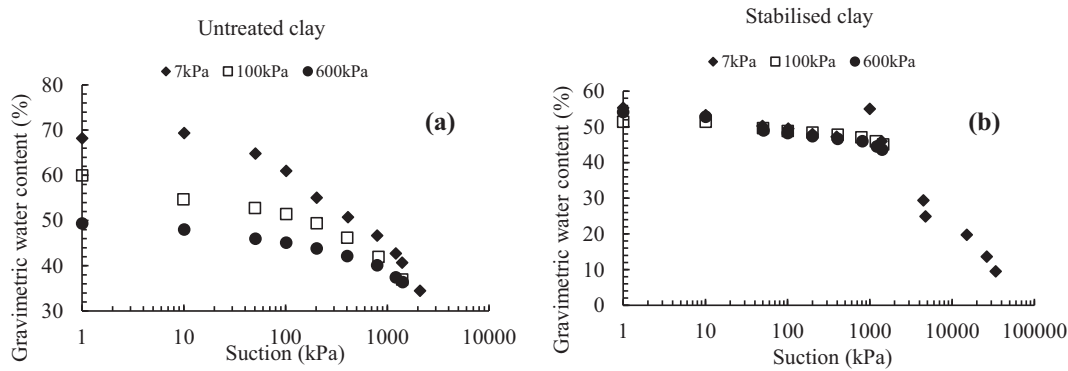 Untreated clay
7kPa 100kPa 600kPa
(a)
Gravimetric water content (%)
80
70
60
50
40
30
1 10 100 1000 10000
Suction (kPa)
Stabilised clay
7kPa 100kPa 600kPa
(b)
Gravimetric water content (%)
60
50
40
30
20
10
0
1 10 100 1000 10000 100000
Suction (kPa)